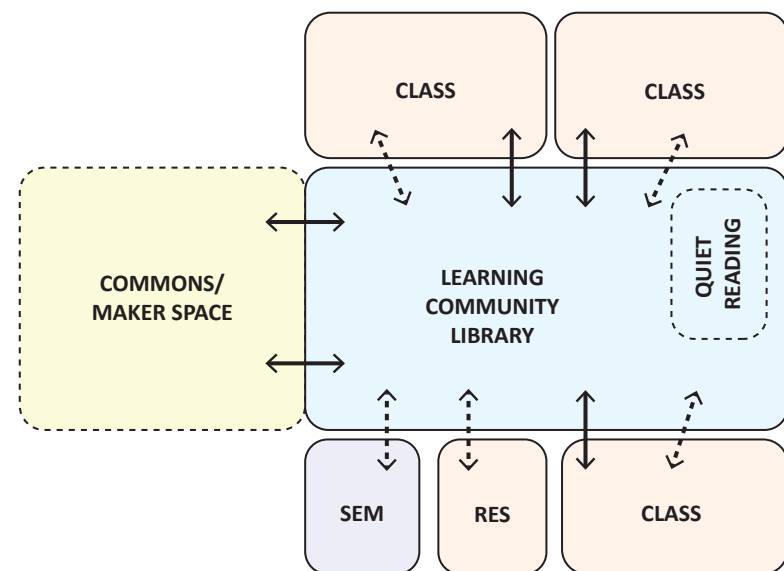 CLASS
CLASS
COMMONS/
MAKER SPACE
LEARNING
COMMUNITY
LIBRARY
QUIET
READING
SEM
RES
CLASS